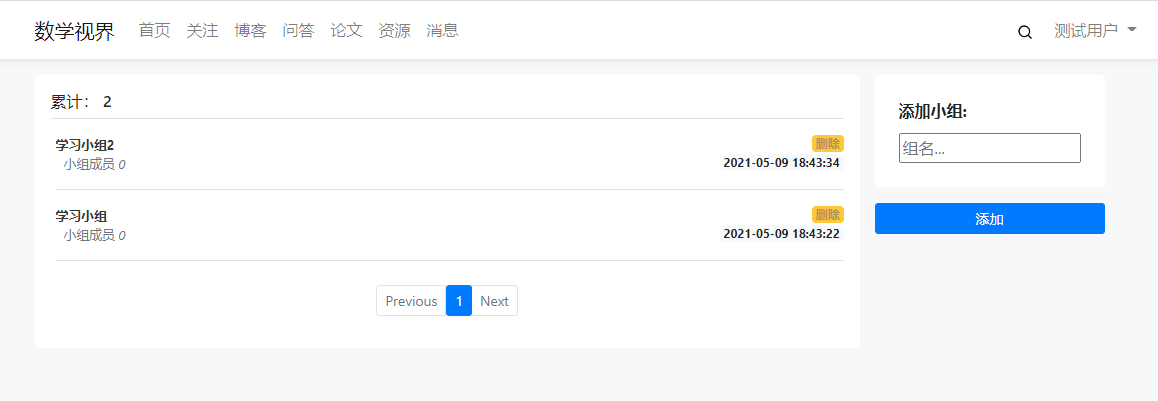 数学视界 首页 关注 博客 问答 论文 资源 消息 测试用户
累计： 2
学习小组2 删除
小组成员 0 2021-05-09 18:43:34
学习小组 删除
小组成员 0 2021-05-09 18:43:22
Previous 1 Next
添加小组:
组名...
添加